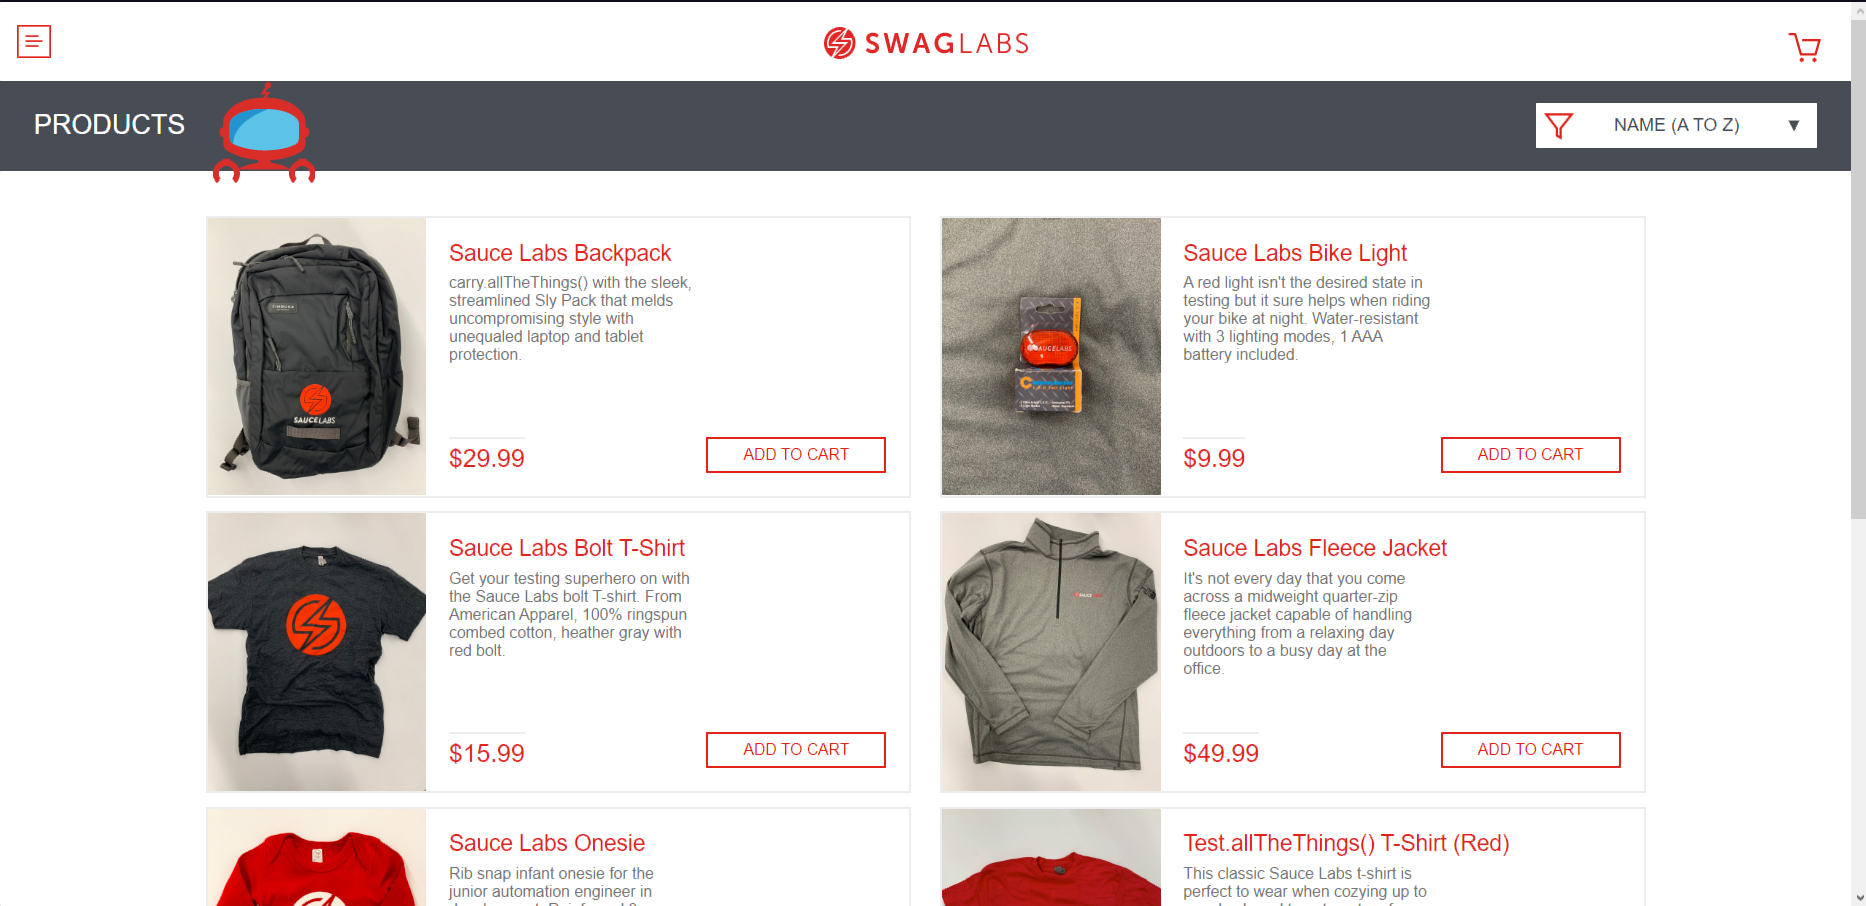 SWAGLABS
PRODUCTS
NAME (A TO Z)
SAUCELABS
Sauce Labs Backpack
carry.allTheThings() with the sleek,
streamlined Sly Pack that melds
uncompromising style with
unequaled laptop and tablet
protection.
$29.99
ADD TO CART
SAUCELABS
Sauce Labs Bike Light
A red light isn't the desired state in
testing but it sure helps when riding
your bike at night. Water-resistant
with 3 lighting modes, 1 AAA
battery included.
$9.99
ADD TO CART
Sauce Labs Bolt T-Shirt
Get your testing superhero on with
the Sauce Labs bolt T-shirt. From
American Apparel, 100% ringspun
combed cotton, heather gray with
red bolt.
$15.99
ADD TO CART
Sauce Labs Fleece Jacket
It's not every day that you come
across a midweight quarter-zip
fleece jacket capable of handling
everything from a relaxing day
outdoors to a busy day at the
office.
$49.99
ADD TO CART
Sauce Labs Onesie
Rib snap infant onesie for the
junior automation engineer in
Test.allTheThings() T-Shirt (Red)
This classic Sauce Labs t-shirt is
perfect to wear when cozying up to